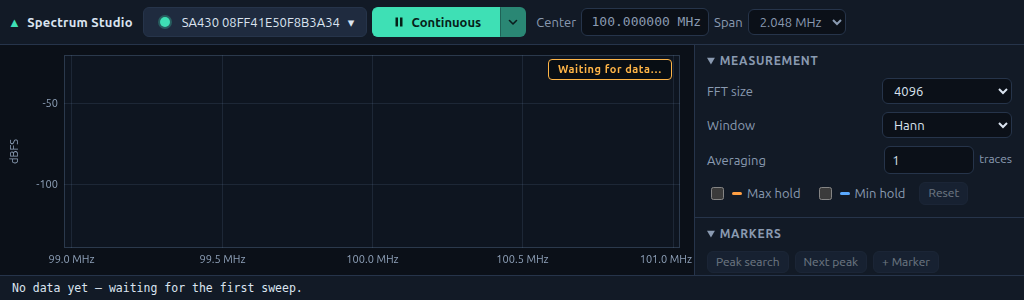 ▲ Spectrum Studio SA430 08FF41E50F8B3A34 ▾ Continuous Center 100.000000 MHz Span 2.048 MHz
Waiting for data...
-50
-100
dBFS
99.0 MHz 99.5 MHz 100.0 MHz 100.5 MHz 101.0 MHz
▼ MEASUREMENT
FFT size 4096
Window Hann
Averaging 1 traces
Max hold Min hold Reset
▼ MARKERS
Peak search Next peak + Marker
No data yet — waiting for the first sweep.